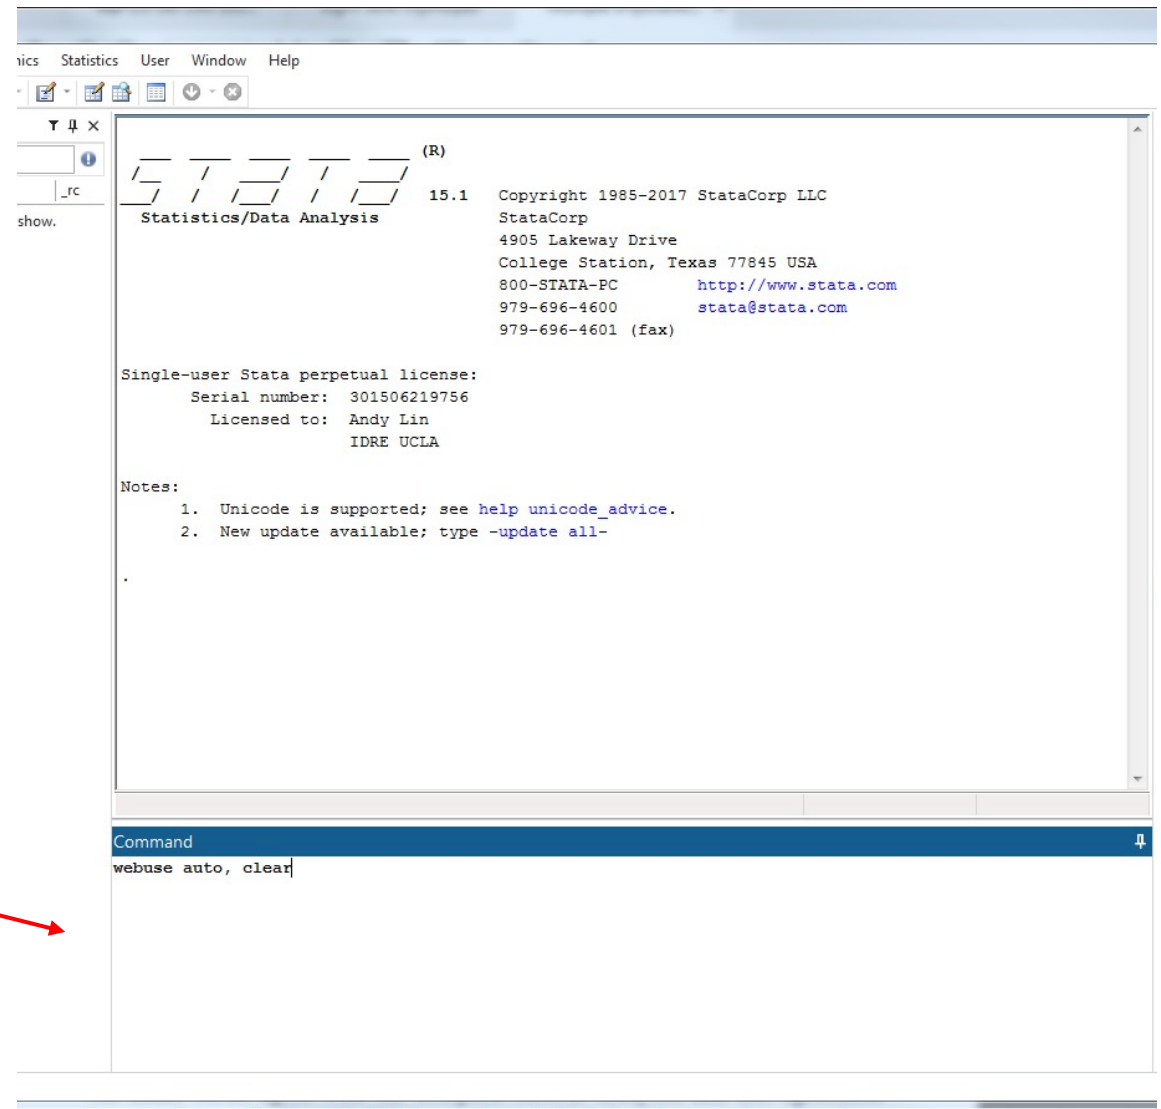 nics Statistics User Window Help
_rc
show.
(R)
STATA
15.1 Copyright 1985-2017 StataCorp LLC
Statistics/Data Analysis StataCorp
4905 Lakeway Drive
College Station, Texas 77845 USA
800-STATA-PC http://www.stata.com
979-696-4600 stata@stata.com
979-696-4601 (fax)
Single-user Stata perpetual license:
Serial number: 301506219756
Licensed to: Andy Lin
IDRE UCLA
Notes:
1. Unicode is supported; see help unicode_advice.
2. New update available; type -update all-
.
Command
webuse auto, clear